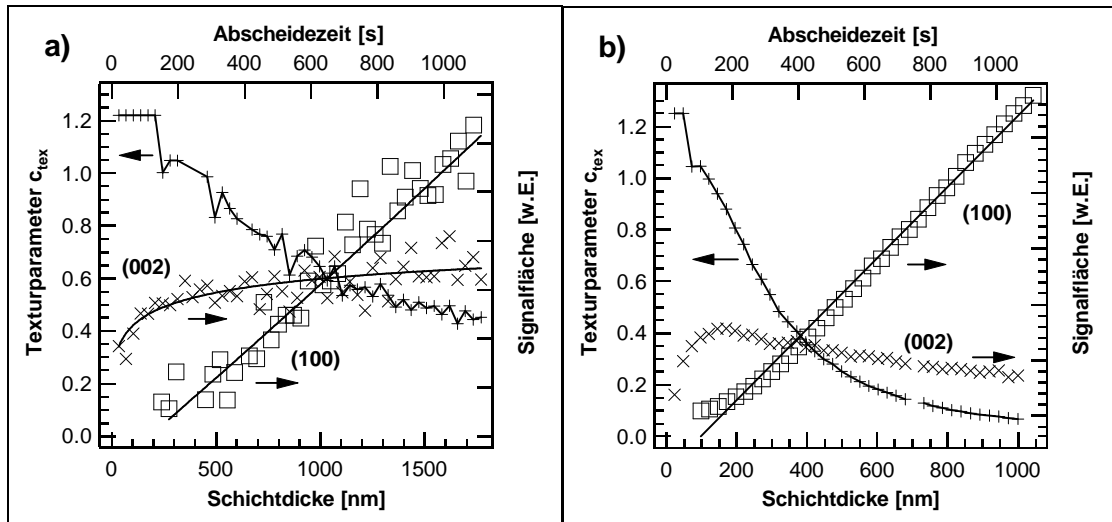 a)
Abscheidezeit [s]
0 200 400 600 800 1000
1.2
1.0
0.8
0.6
0.4
0.2
0.0
Texturparameter c_tex
(002)
(100)
Signalfläche [w.E.]
0 500 1000 1500
Schichtdicke [nm]
b)
Abscheidezeit [s]
0 200 400 600 800 1000
1.2
1.0
0.8
0.6
0.4
0.2
0.0
Texturparameter c_tex
(100)
(002)
Signalfläche [w.E.]
0 200 400 600 800 1000
Schichtdicke [nm]